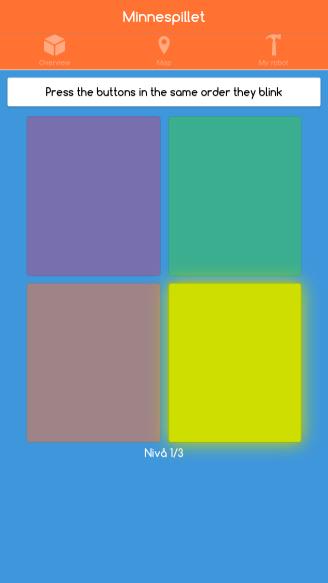 Minnespillet
Overview
Map
My robot
Press the buttons in the same order they blink
Nivå 1/3